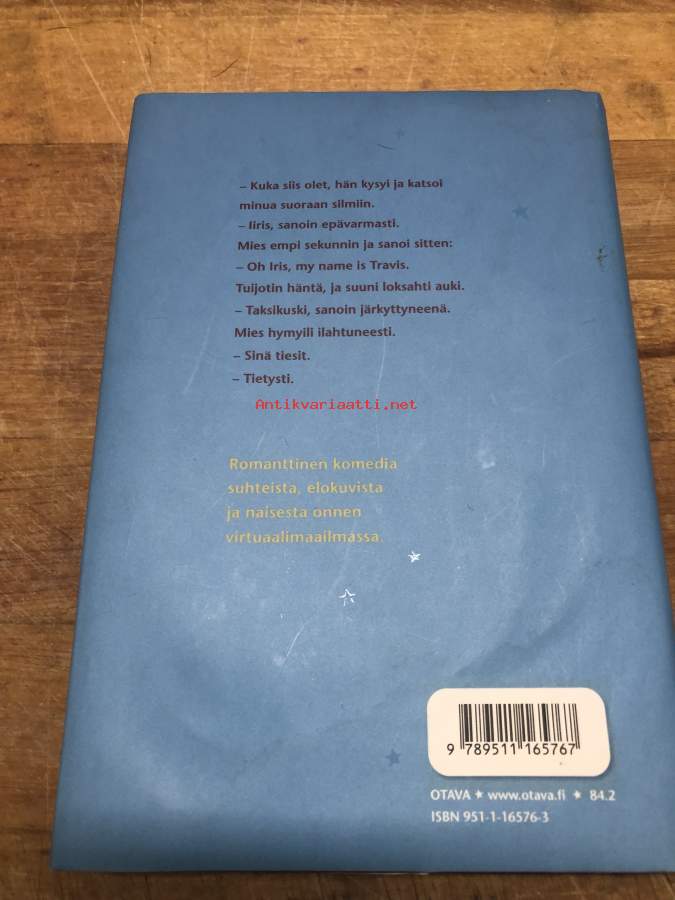 – Kuka siis olet, hän kysyi ja katsoi
minua suoraan silmiin.
– Iiris, sanoin epävarmasti.
Mies empi sekunnin ja sanoi sitten:
– Oh Iris, my name is Travis.
Tuijotin häntä, ja suuni loksahti auki.
– Taksikuski, sanoin järkyttyneenä.
Mies hymyili ilahtuneesti.
– Sinä tiesit.
– Tietysti.
Antikvariaatti.net
Romanttinen komedia
suhteista, elokuvista
ja naisesta onnen
virtuaalimaailmassa.
9 789511 165767
OTAVA ★ www.otava.fi ★ 84.2
ISBN 951-1-16576-3